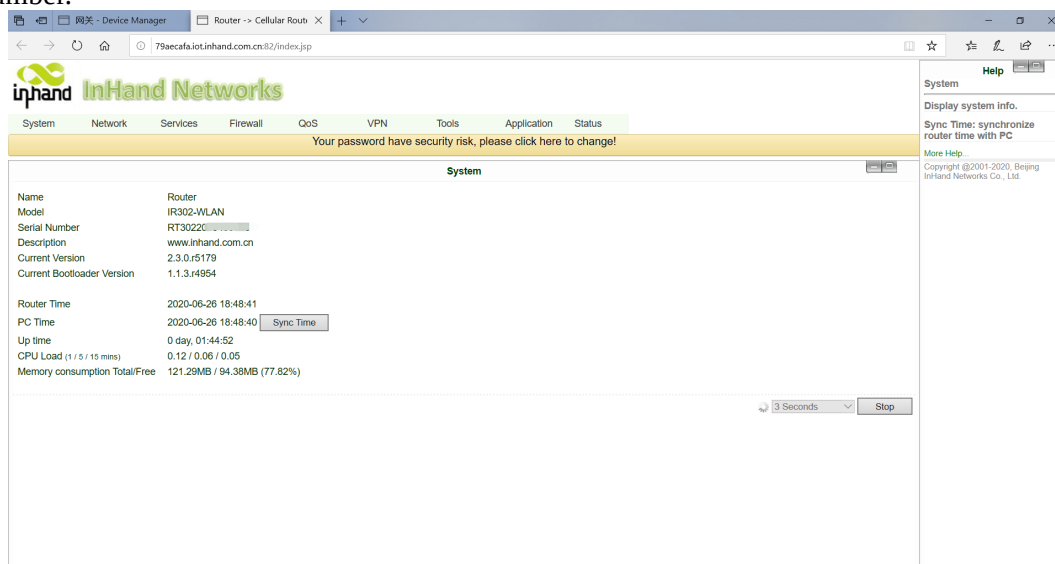 网关 - Device Manager
Router -> Cellular Route
79aecafa.iot.inhand.com.cn:82/index.jsp
inhand InHand Networks
System Network Services Firewall QoS VPN Tools Application Status
Your password have security risk, please click here to change!
System
Name Router
Model IR302-WLAN
Serial Number RT30220
Description www.inhand.com.cn
Current Version 2.3.0.r5179
Current Bootloader Version 1.1.3.r4954
Router Time 2020-06-26 18:48:41
PC Time 2020-06-26 18:48:40 Sync Time
Up time 0 day, 01:44:52
CPU Load (1 / 5 / 15 mins) 0.12 / 0.06 / 0.05
Memory consumption Total/Free 121.29MB / 94.38MB (77.82%)
3 Seconds Stop
Help
System
Display system info.
Sync Time: synchronize
router time with PC
More Help...
Copyright @2001-2020, Beijing
InHand Networks Co., Ltd.